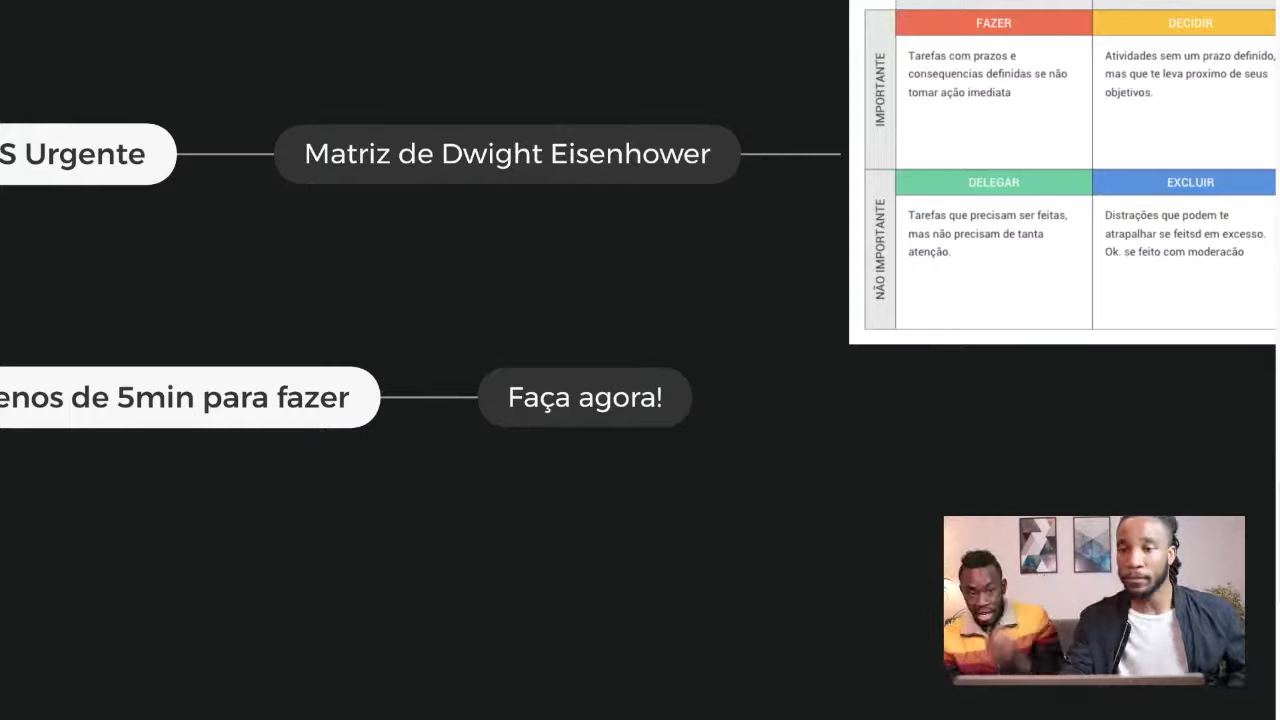 S Urgente
Matriz de Dwight Eisenhower
FAZER
DECIDIR
IMPORTANTE
Tarefas com prazos e
consequencias definidas se não
tomar ação imediata
Atividades sem um prazo definido,
mas que te leva proximo de seus
objetivos.
DELEGAR
EXCLUIR
NÃO IMPORTANTE
Tarefas que precisam ser feitas,
mas não precisam de tanta
atenção.
Distrações que podem te
atrapalhar se feitsd em excesso.
Ok. se feito com moderacão
enos de 5min para fazer
Faça agora!